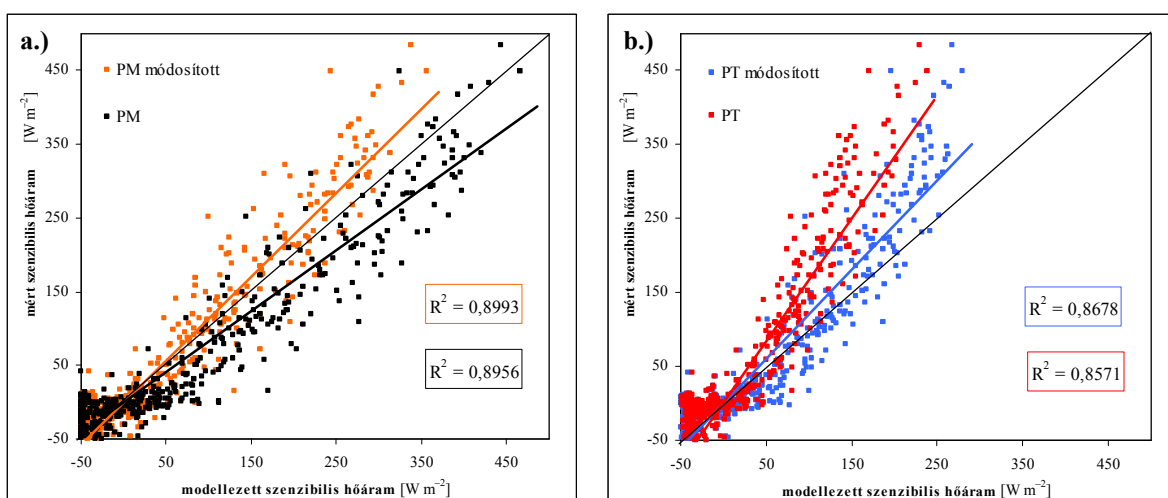 a.)
PM módosított
PM
R² = 0,8993
R² = 0,8956
450
350
250
150
50
-50
-50 50 150 250 350 450
mért szenzibilis hőáram [W m⁻²]
modellezett szenzibilis hőáram [W m⁻²]
b.)
PT módosított
PT
R² = 0,8678
R² = 0,8571
450
350
250
150
50
-50
-50 50 150 250 350 450
mért szenzibilis hőáram [W m⁻²]
modellezett szenzibilis hőáram [W m⁻²]